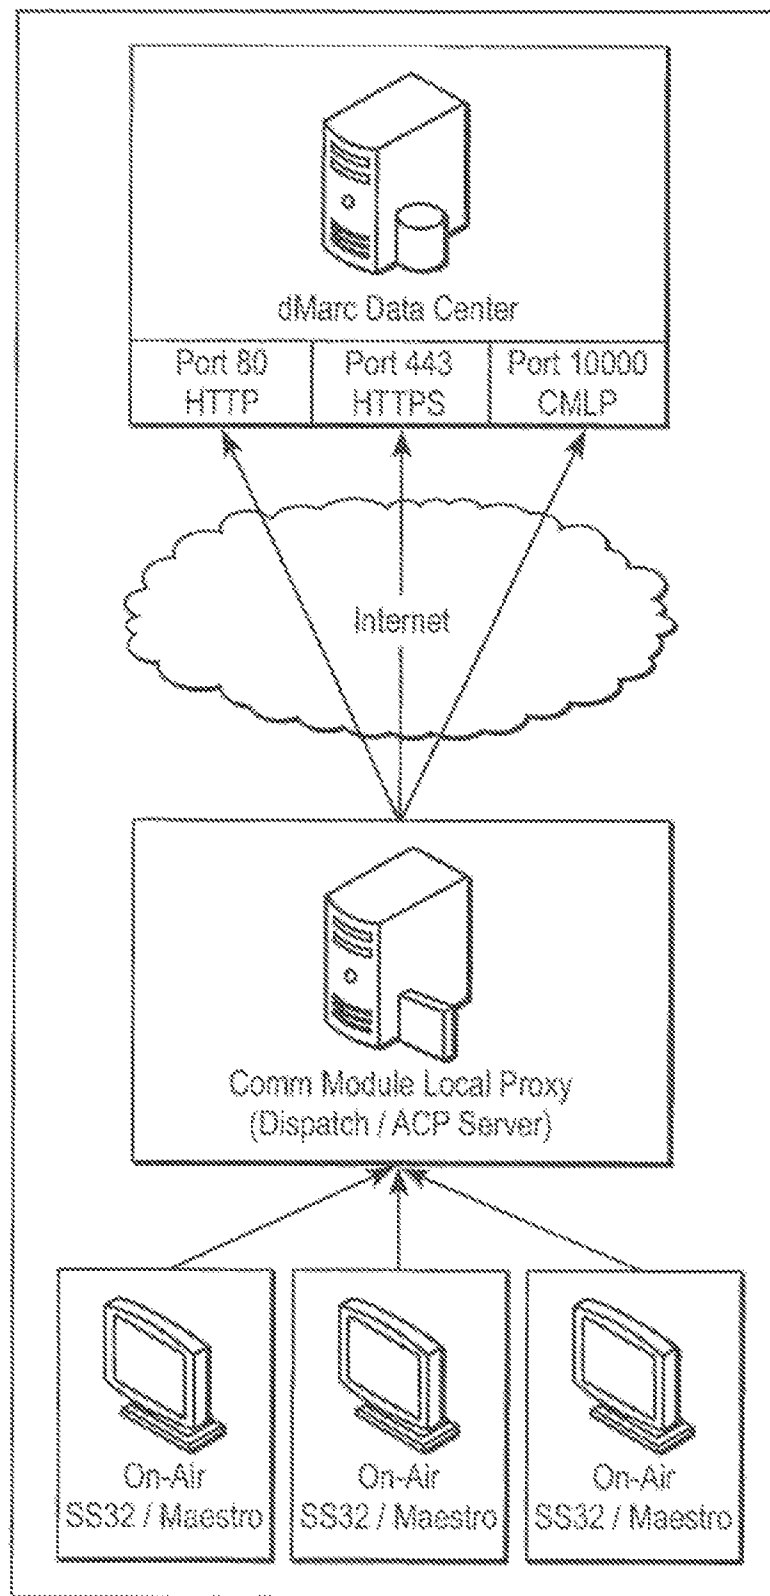 dMarc Data Center
Port 80
HTTP
Port 443
HTTPS
Port 10000
CMLP
Internet
Comm Module Local Proxy
(Dispatch / ACP Server)
On-Air
SS32 / Maestro
On-Air
SS32 / Maestro
On-Air
SS32 / Maestro